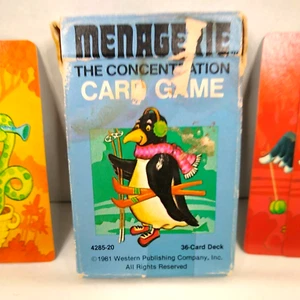 MENAGERIE
THE CONCENTRATION
CARD GAME
4285-20 36-Card Deck
©1981 Western Publishing Company, Inc.
All Rights Reserved